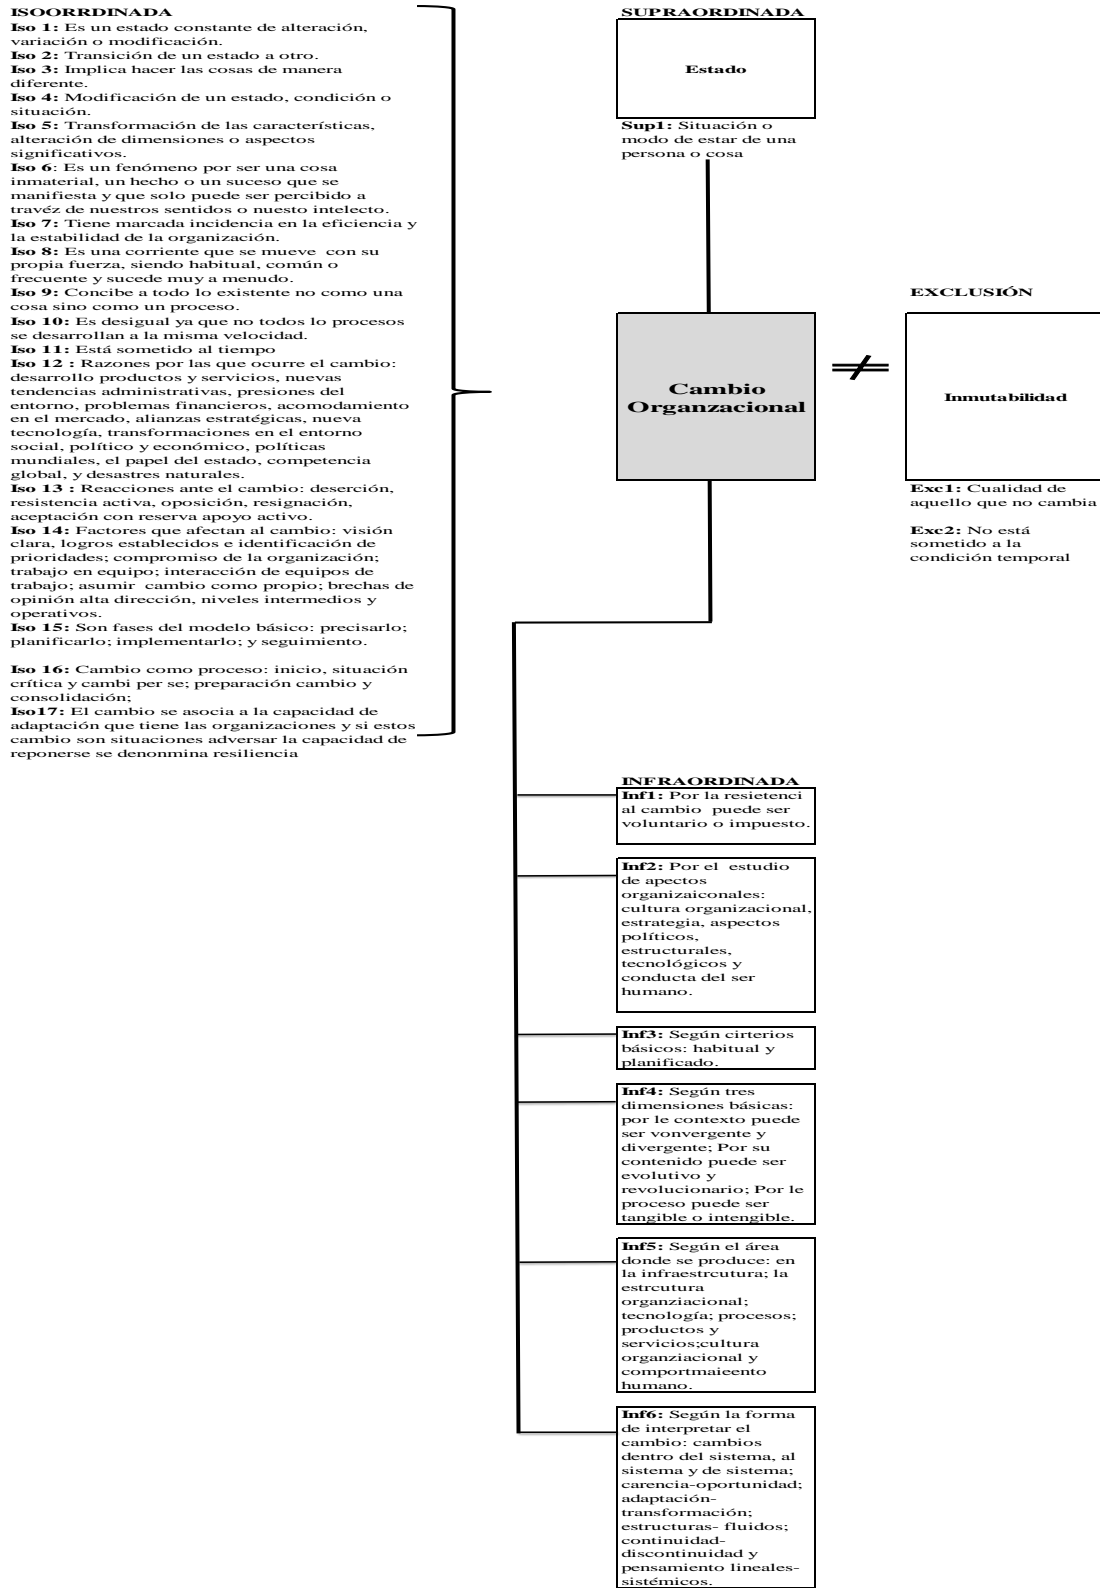 ISOORRDINADA
Iso 1: Es un estado constante de alteración,
variación o modificación.
Iso 2: Transición de un estado a otro.
Iso 3: Implica hacer las cosas de manera
diferente.
Iso 4: Modificación de un estado, condición o
situación.
Iso 5: Transformación de las características,
alteración de dimensiones o aspectos
significativos.
Iso 6: Es un fenómeno por ser una cosa
inmaterial, un hecho o un suceso que se
manifiesta y que solo puede ser percibido a
travéz de nuestros sentidos o nuesto intelecto.
Iso 7: Tiene marcada incidencia en la eficiencia y
la estabilidad de la organización.
Iso 8: Es una corriente que se mueve con su
propia fuerza, siendo habitual, común o
frecuente y sucede muy a menudo.
Iso 9: Concibe a todo lo existente no como una
cosa sino como un proceso.
Iso 10: Es desigual ya que no todos lo procesos
se desarrollan a la misma velocidad.
Iso 11: Está sometido al tiempo
Iso 12 : Razones por las que ocurre el cambio:
desarrollo productos y servicios, nuevas
tendencias administrativas, presiones del
entorno, problemas financieros, acomodamiento
en el mercado, alianzas estratégicas, nueva
tecnología, transformaciones en el entorno
social, político y económico, políticas
mundiales, el papel del estado, competencia
global, y desastres naturales.
Iso 13 : Reacciones ante el cambio: deserción,
resistencia activa, oposición, resignación,
aceptación con reserva apoyo activo.
Iso 14: Factores que afectan al cambio: visión
clara, logros establecidos e identificación de
prioridades; compromiso de la organización;
trabajo en equipo; interacción de equipos de
trabajo; asumir cambio como propio; brechas de
opinión alta dirección, niveles intermedios y
operativos.
Iso 15: Son fases del modelo básico: precisarlo;
planificarlo; implementarlo; y seguimiento.
Iso 16: Cambio como proceso: inicio, situación
crítica y cambi per se; preparación cambio y
consolidación;
Iso17: El cambio se asocia a la capacidad de
adaptación que tiene las organizaciones y si estos
cambio son situaciones adversar la capacidad de
reponerse se denonmina resiliencia
SUPRAORDINADA
Estado
Sup1: Situación o
modo de estar de una
persona o cosa
Cambio
Organzacional
≠
EXCLUSIÓN
Inmutabilidad
Exc1: Cualidad de
aquello que no cambia
Exc2: No está
sometido a la
condición temporal
INFRAORDINADA
Inf1: Por la resietenci
al cambio puede ser
voluntario o impuesto.
Inf2: Por el estudio
de apectos
organizaiconales:
cultura organizacional,
estrategia, aspectos
políticos,
estructurales,
tecnológicos y
conducta del ser
humano.
Inf3: Según cirterios
básicos: habitual y
planificado.
Inf4: Según tres
dimensiones básicas:
por le contexto puede
ser vonvergente y
divergente; Por su
contenido puede ser
evolutivo y
revolucionario; Por le
proceso puede ser
tangible o intengible.
Inf5: Según el área
donde se produce: en
la infraestrcutura; la
estrcutura
organziacional;
tecnología; procesos;
productos y
servicios;cultura
organziacional y
comportmaieento
humano.
Inf6: Según la forma
de interpretar el
cambio: cambios
dentro del sistema, al
sistema y de sistema;
carencia-oportunidad;
adaptación-
transformación;
estructuras- fluidos;
continuidad-
discontinuidad y
pensamiento lineales-
sistémicos.